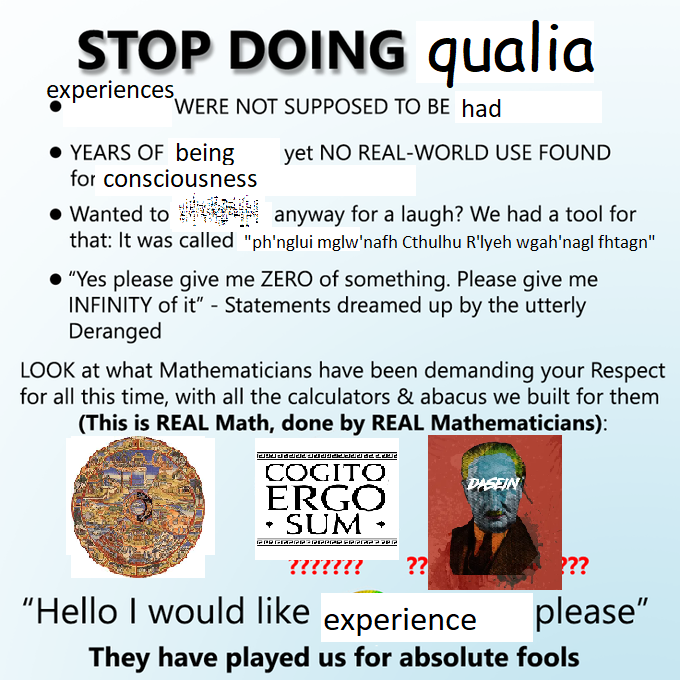 STOP DOING qualia
experiences
WERE NOT SUPPOSED TO BE had
YEARS OF being yet NO REAL-WORLD USE FOUND
for consciousness
Wanted to anyway for a laugh? We had a tool for
that: It was called "ph'nglui mglw'nafh Cthulhu R'lyeh wgah'nagl fhtagn"
“Yes please give me ZERO of something. Please give me
INFINITY of it” - Statements dreamed up by the utterly
Deranged
LOOK at what Mathematicians have been demanding your Respect
for all this time, with all the calculators & abacus we built for them
(This is REAL Math, done by REAL Mathematicians):
COGITO
ERGO
• SUM •
DASEIN
??????? ?? ???
“Hello I would like experience please”
They have played us for absolute fools